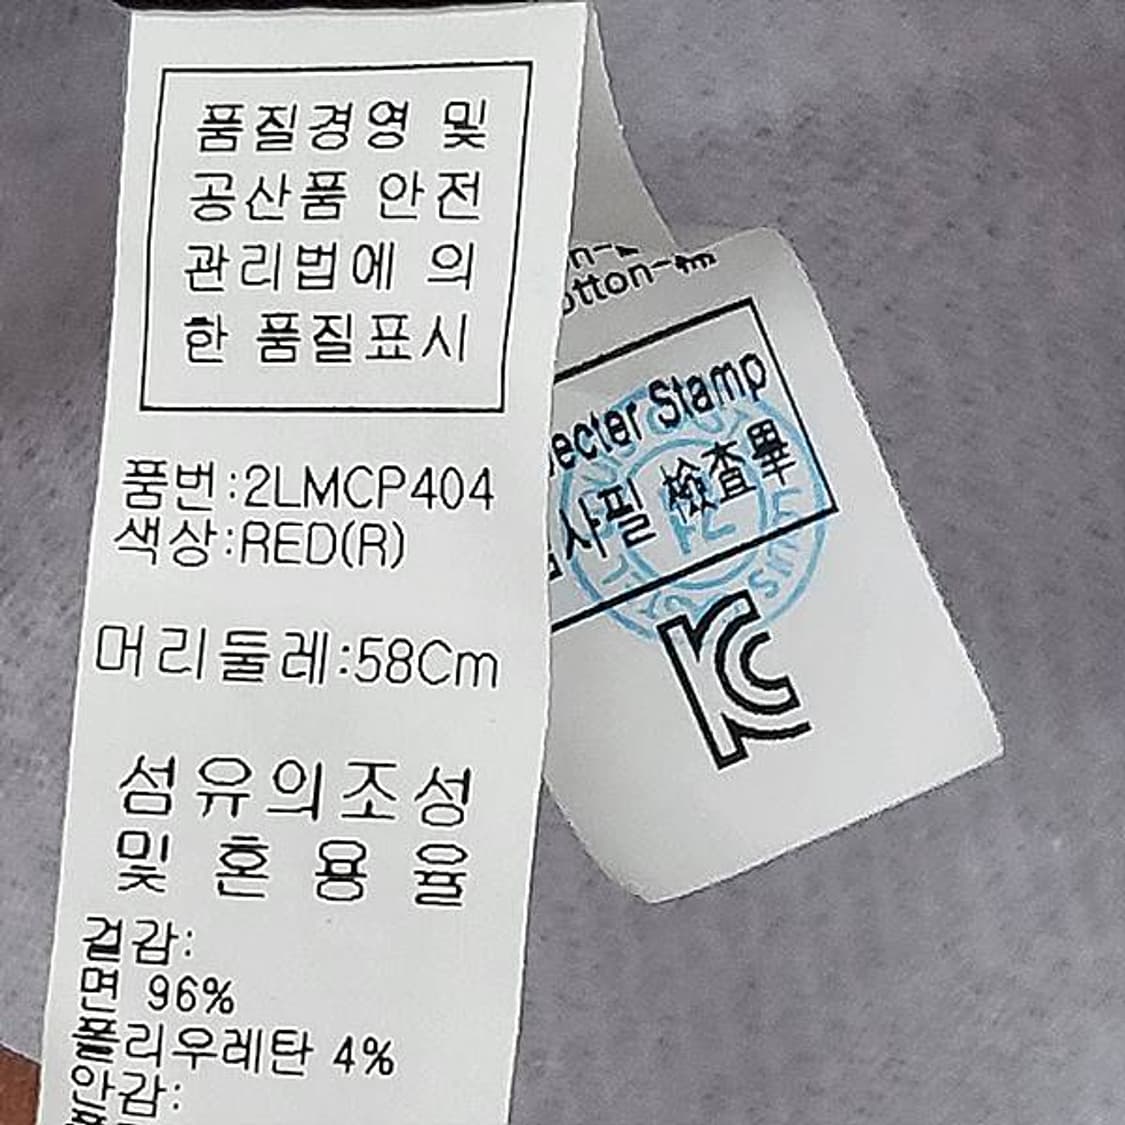 품질경영 및
공산품 안전
관리법에 의
한 품질표시
품번:2LMCP404
색상:RED(R)
머리둘레:58Cm
섬유의조성
및 혼 용 율
겉감:
면 96%
폴리우레탄 4%
안감:
otton-면
ecter Stamp
사필 檢査畢
KC